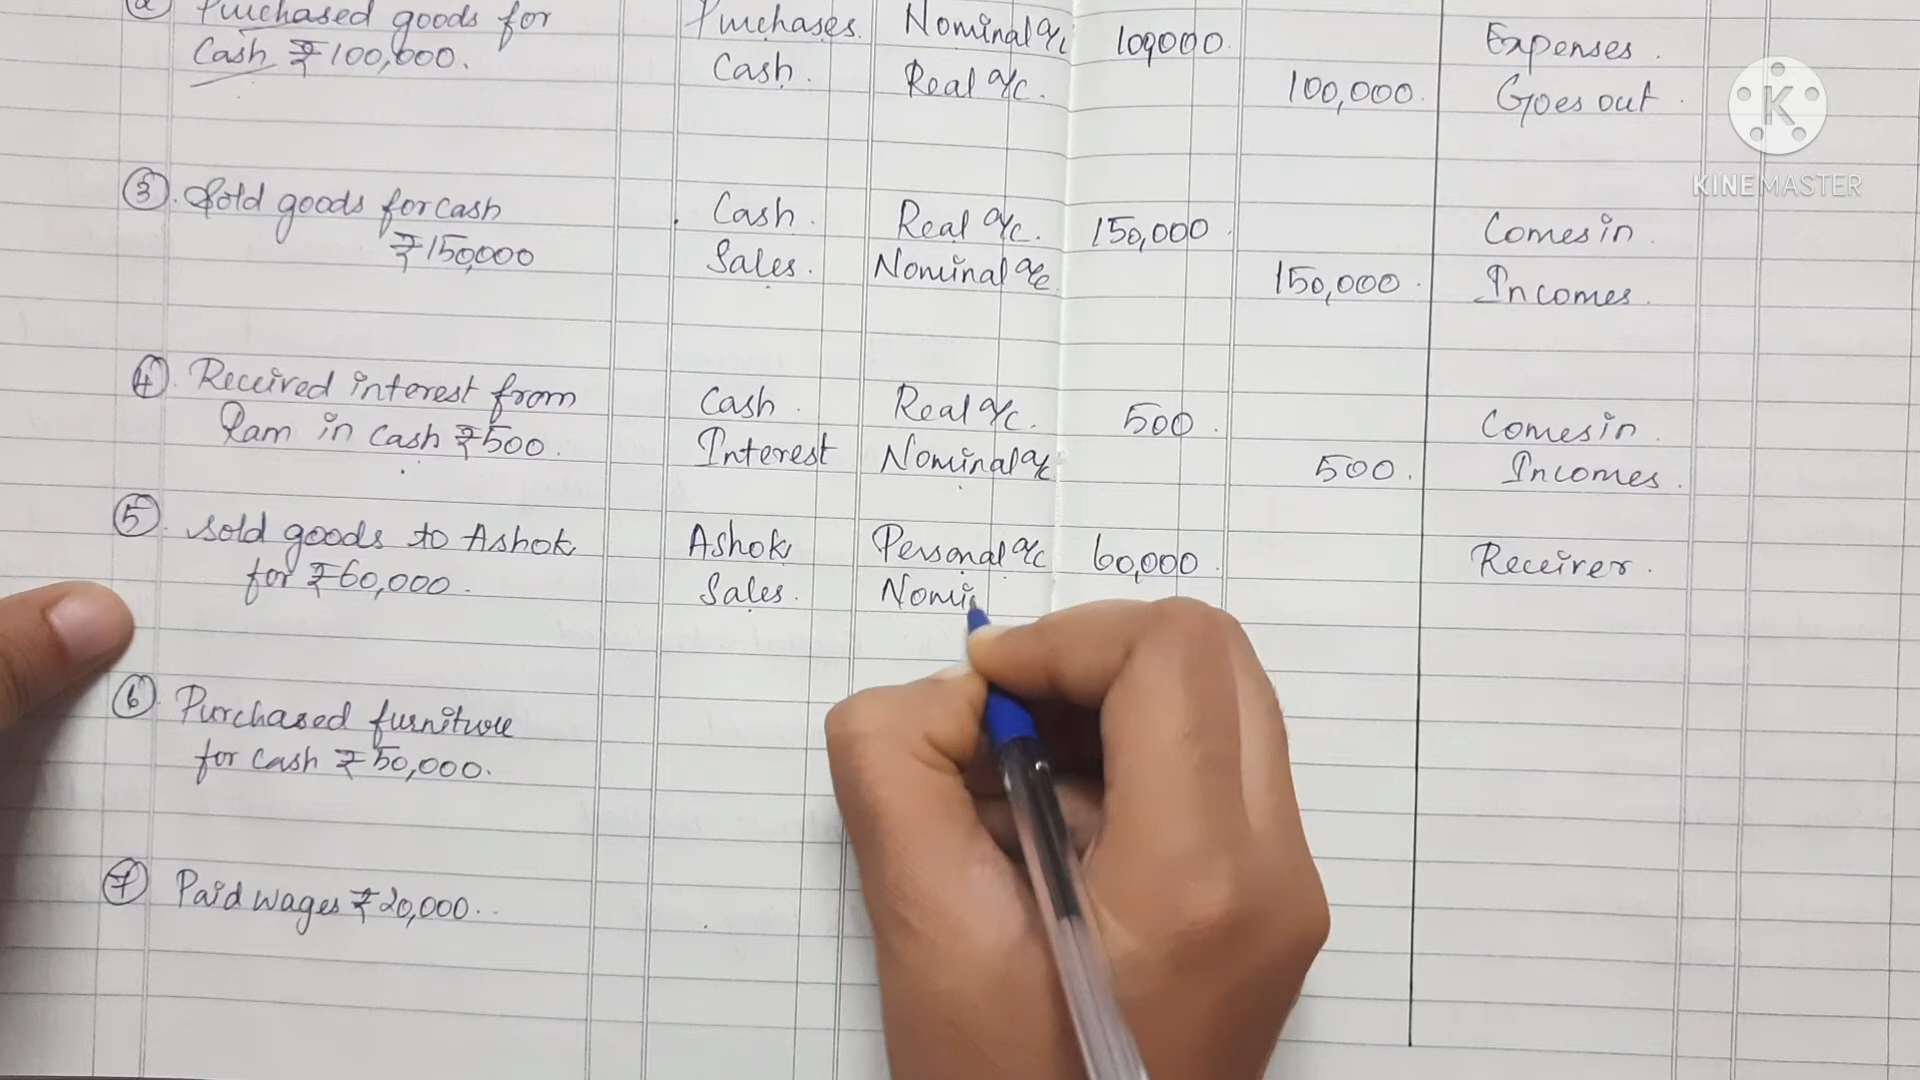 ② Purchased goods for Purchases. Nominal a/c 100000. Expenses.
Cash ₹100,000. Cash. Real a/c. 100,000. Goes out.
K
KINEMASTER
③. Sold goods for cash Cash. Real a/c. 150,000. Comes in.
₹150,000 Sales. Nominal a/c 150,000. Incomes.
④. Received interest from Cash. Real a/c. 500. Comes in.
Ram in cash ₹500. Interest Nominal a/c 500. Incomes.
⑤. Sold goods to Ashok Ashok Personal a/c 60,000. Receiver.
for ₹60,000. Sales. Nomi
⑥. Purchased furniture
for cash ₹50,000.
⑦ Paid wages ₹20,000..